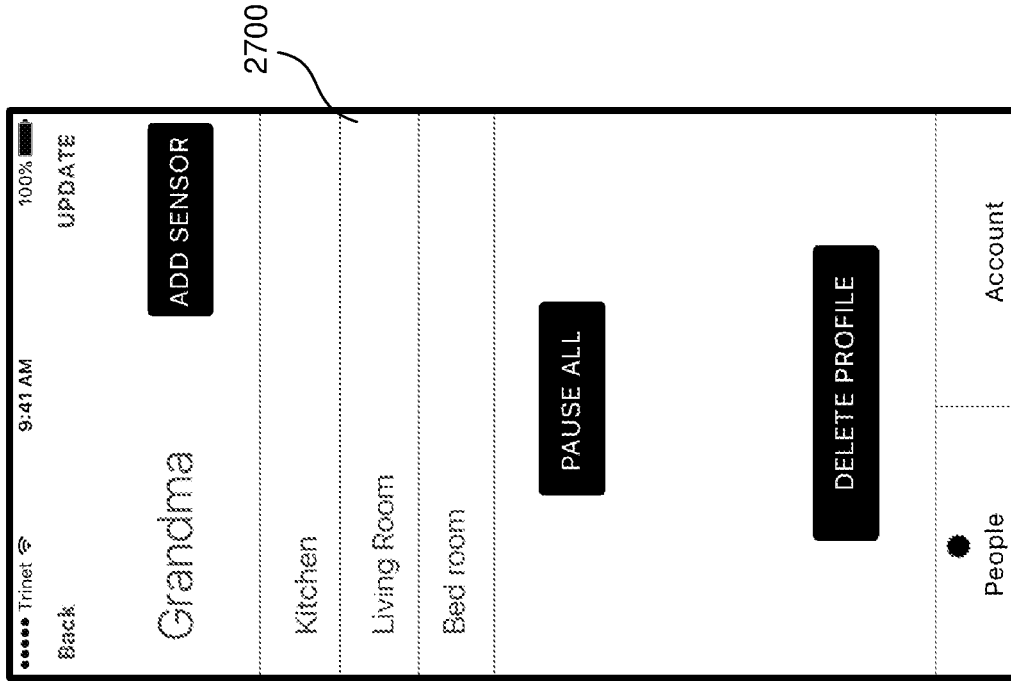 Trinet 9:41 AM 100%
Back UPDATE
Grandma ADD SENSOR
Kitchen
Living Room
Bed room
PAUSE ALL
DELETE PROFILE
People Account
2700